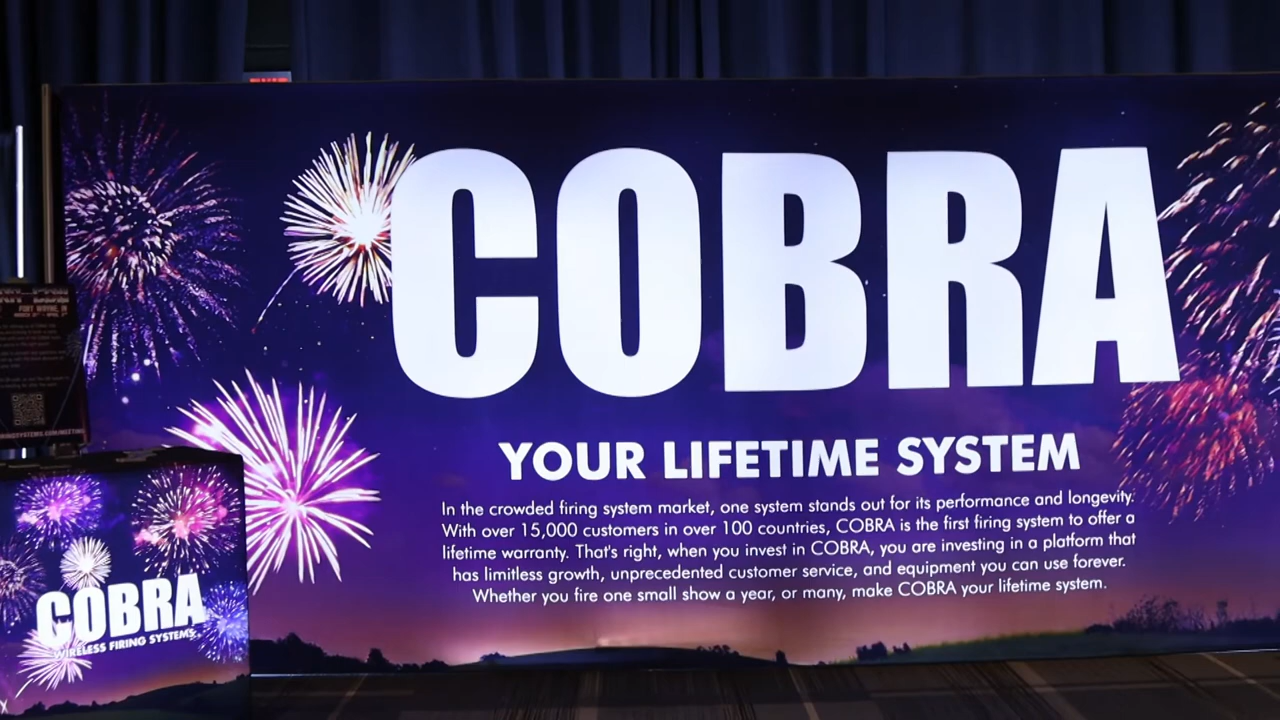 COBRA
YOUR LIFETIME SYSTEM
In the crowded firing system market, one system stands out for its performance and longevity.
With over 15,000 customers in over 100 countries, COBRA is the first firing system to offer a
lifetime warranty. That's right, when you invest in COBRA, you are investing in a platform that
has limitless growth, unprecedented customer service, and equipment you can use forever.
Whether you fire one small show a year, or many, make COBRA your lifetime system.
FORT WAYNE, IN
COBRA
WIRELESS FIRING SYSTEMS